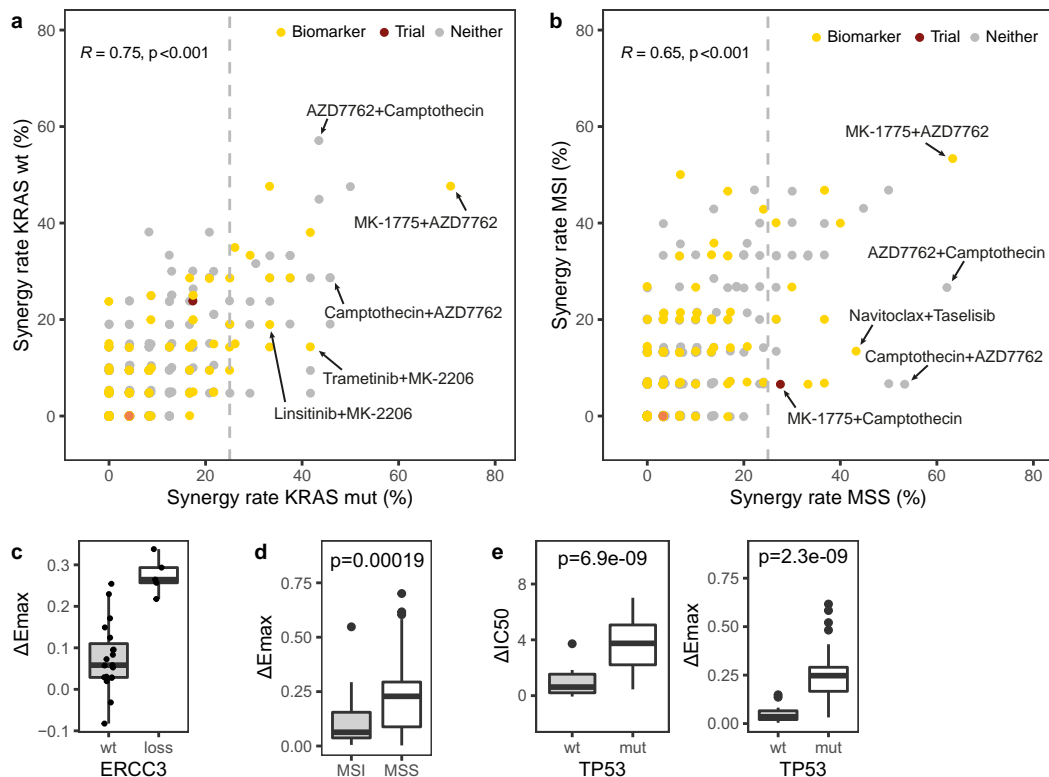 a
Biomarker Trial Neither
R = 0.75, p<0.001
AZD7762+Camptothecin
MK-1775+AZD7762
Camptothecin+AZD7762
Trametinib+MK-2206
Linsitinib+MK-2206
80
60
40
20
0
Synergy rate KRAS wt (%)
0 20 40 60 80
Synergy rate KRAS mut (%)
b
Biomarker Trial Neither
R = 0.65, p<0.001
MK-1775+AZD7762
AZD7762+Camptothecin
Navitoclax+Taselisib
Camptothecin+AZD7762
MK-1775+Camptothecin
80
60
40
20
0
Synergy rate MSI (%)
0 20 40 60 80
Synergy rate MSS (%)
c
ΔEmax
0.3
0.2
0.1
0.0
−0.1
wt loss
ERCC3
d
p=0.00019
ΔEmax
0.75
0.50
0.25
0.00
MSI MSS
e
p=6.9e-09
ΔIC50
8
4
0
wt mut
TP53
p=2.3e-09
ΔEmax
0.75
0.50
0.25
0.00
wt mut
TP53